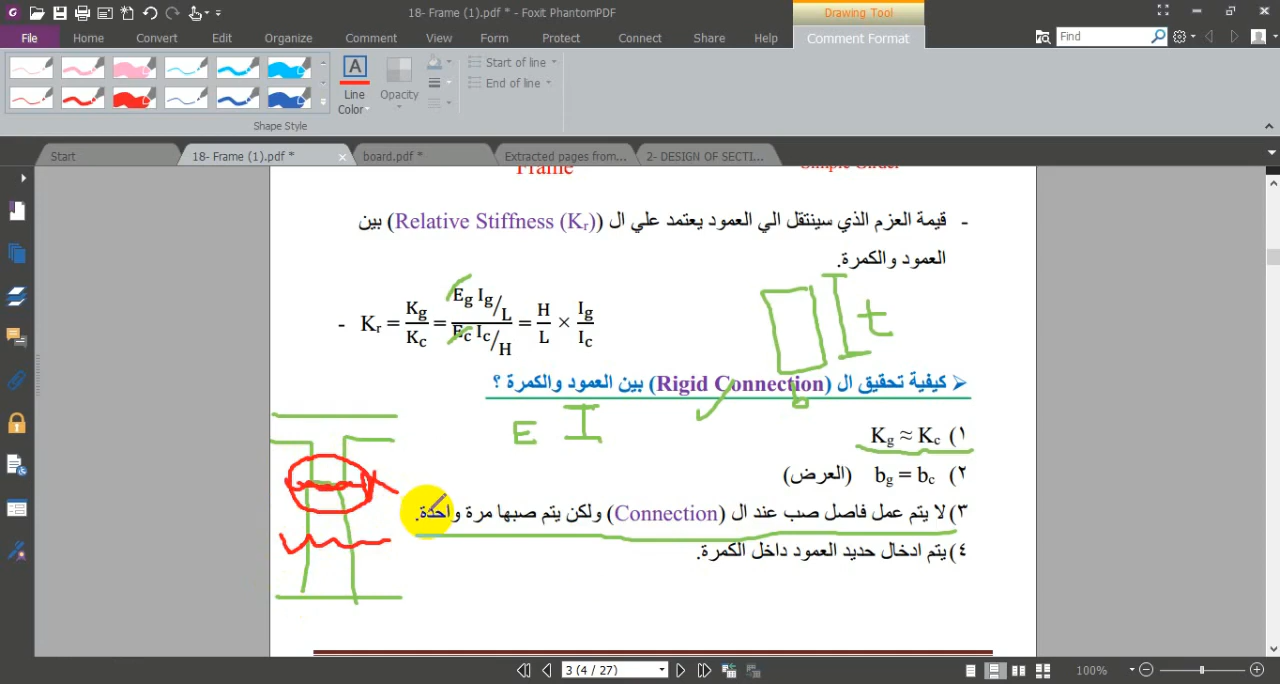 18- Frame (1).pdf * - Foxit PhantomPDF
Drawing Tool
File Home Convert Edit Organize Comment View Form Protect Connect Share Help Comment Format
Find
Line Color
Opacity
Start of line
End of line
Shape Style
Start
18- Frame (1).pdf *
board.pdf *
Extracted pages from...
2- DESIGN OF SECTI...
Frame
Simple Girder
- قيمة العزم الذي سينتقل الي العمود يعتمد علي ال (Relative Stiffness (Kr)) بين
العمود والكمرة.
- Kr = Kg/Kc = (Eg Ig/L)/(Ec Ic/H) = H/L × Ig/Ic
t
b
➢ كيفية تحقيق ال (Rigid Connection) بين العمود والكمرة ؟
E I
١) Kg ≈ Kc
٢) bg = bc (العرض)
٣) لا يتم عمل فاصل صب عند ال (Connection) ولكن يتم صبها مرة واحدة.
٤) يتم ادخال حديد العمود داخل الكمرة.
3 (4 / 27)
100%